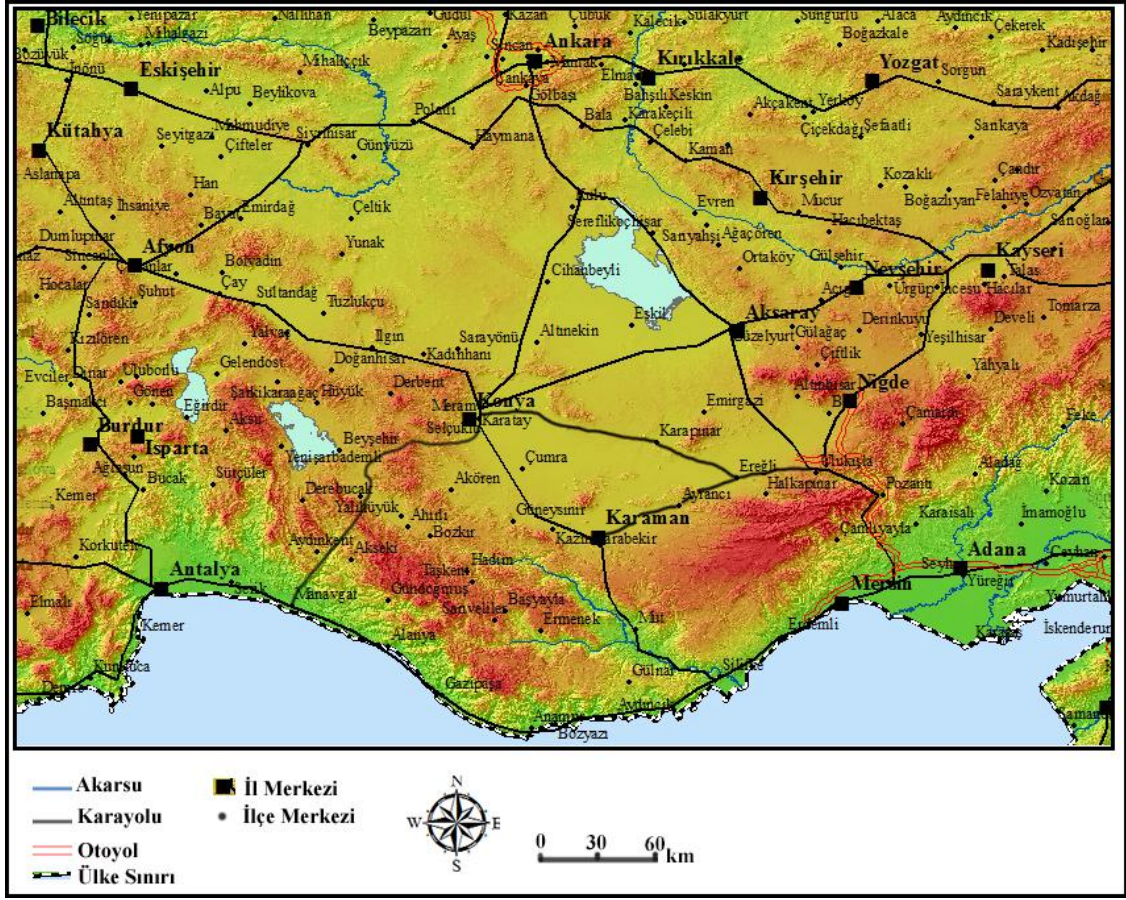 Bilecik
Yenipazar
Nallıhan
Gudul
Kazan
Çubuk
Kalecik
Sulakyurt
Sungurlu
Alaca
Aydıncık
Çekerek
Söğüt
Mihalgazi
Beypazarı
Ayaş
Ankara
Boğazkale
Kadışehir
Bozüyük
İnönü
Eskişehir
Mihalıççık
Sincan
Mamak
Elma
Kırıkkale
Yozgat
Sorgun
Alpu
Beylikova
Çankaya
Gölbaşı
Bahşılı
Keskin
Saraykent
Akdağ
Kütahya
Seyitgazi
Mahmudiye
Sivrihisar
Polatlı
Haymana
Bala
Karakeçili
Akçakent
Yerköy
Çiçekdağı
Şefaatli
Sarıkaya
Çifteler
Günyüzü
Çelebi
Kaman
Aslanapa
Han
Kırşehir
Kozaklı
Çandır
Altıntaş
İhsaniye
Bayat
Emirdağ
Çeltik
Kulu
Evren
Mucur
Boğazlıyan
Felahiye
Özvatan
Dumlupınar
Şereflikoçhisar
Sarıyahşi
Ağaçören
Hacıbektaş
Sarıoğlan
Afyon
Yunak
Ortaköy
Gülşehir
Kayseri
Sincanlı
Bolvadin
Cihanbeyli
Nevşehir
Talas
Hocalar
Sandıklı
Şuhut
Çay
Sultandağ
Tuzlukçu
Eşkil
Açıg
Ürgüp
İncesu
Hacılar
Tomarza
Aksaray
Kızılören
Yalvaç
Ilgın
Sarayönü
Altınekin
Güzelyurt
Gülağaç
Derinkuyu
Yeşilhisar
Develi
Evciler
Dinar
Uluborlu
Gelendost
Doğanhisar
Kadınhanı
Çiftlik
Yahyalı
Başmakçı
Gönen
Eğirdir
Şarkikaraağaç
Hüyük
Derbent
Altunhisar
Niğde
Aksu
Meram
Konya
Emirgazi
Çamardı
Feke
Burdur
Isparta
Selçuklu
Karatay
Beyşehir
Karapınar
Ağlasun
Yenişarbademli
Çumra
Ereğli
Ulukışla
Aladağ
Bucak
Sütçüler
Akören
Halkapınar
Pozantı
Kozan
Kemer
Derebucak
Ayrancı
Yalıhüyük
Ahırlı
Güneysınır
Karaman
Karaisalı
İmamoğlu
Korkuteli
Aydınkent
Akseki
Bozkır
Kazımkarabekir
Çamlıyayla
Antalya
Serik
Hadim
Seyhan
Adana
Ceyhan
Manavgat
Gündoğmuş
Taşkent
Mersin
Yüreğir
Elmalı
Sarıveliler
Başyayla
Yumurtalı
Kemer
Alanya
Ermenek
Mut
Erdemli
Karataş
İskenderun
Kumluca
Gülnar
Silifke
Demre
Gazipaşa
Aydıncık
Saman
Anamur
Bozyazı
Akarsu
Karayolu
Otoyol
Ülke Sınırı
İl Merkezi
İlçe Merkezi
N
W
E
S
0 30 60 km